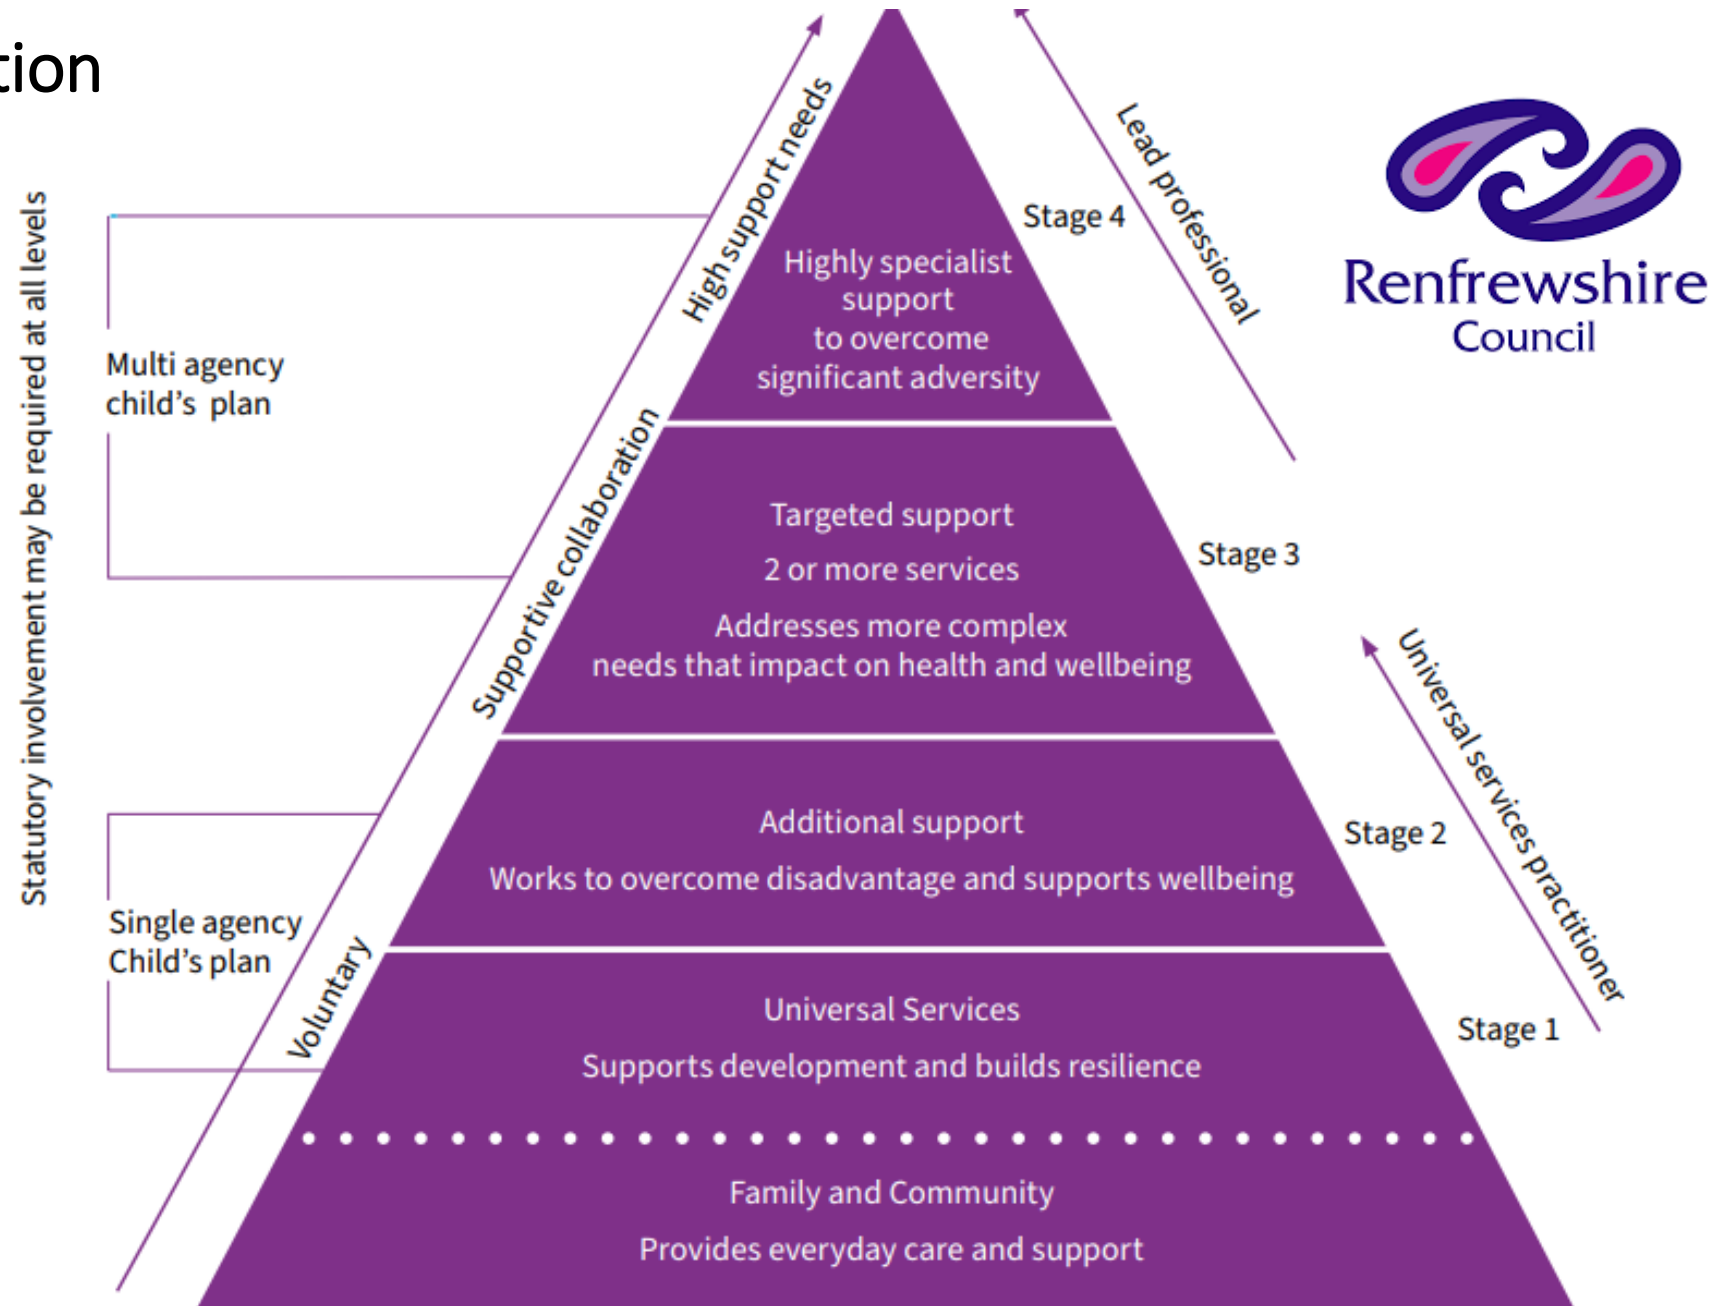 tion
Statutory involvement may be required at all levels
Multi agency
child's  plan
Single agency
Child's plan
High support needs
Supportive collaboration
Voluntary
Highly specialist
support
to overcome
significant adversity
Targeted support
2 or more services
Addresses more complex
needs that impact on health and wellbeing
Additional support
Works to overcome disadvantage and supports wellbeing
Universal Services
Supports development and builds resilience
Family and Community
Provides everyday care and support
Stage 4
Stage 3
Stage 2
Stage 1
Lead professional
Universal services practitioner
Renfrewshire
Council